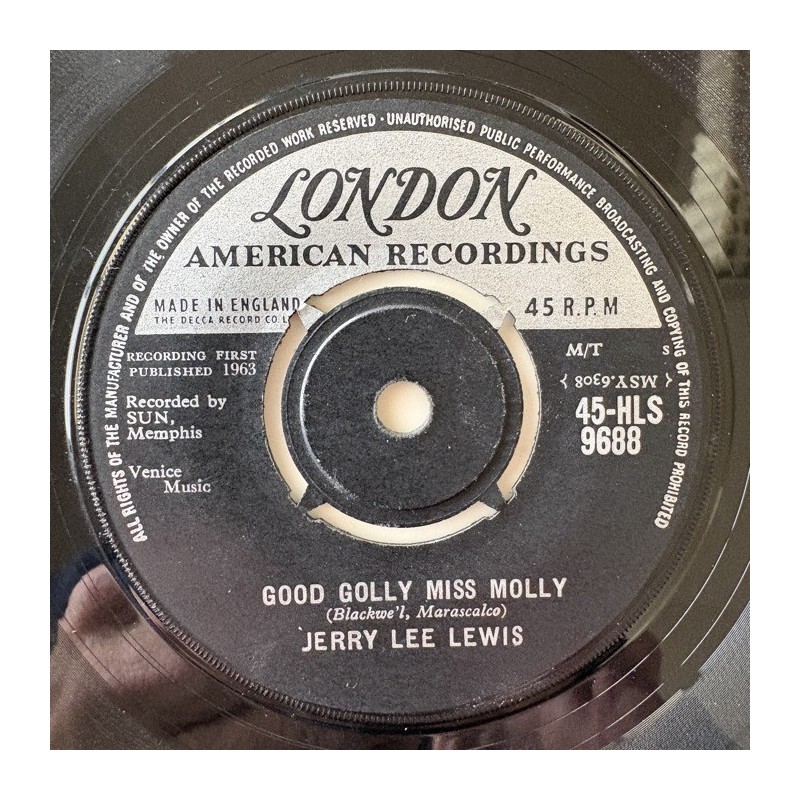 ALL RIGHTS OF THE MANUFACTURER AND OF THE OWNER OF THE RECORDED WORK RESERVED · UNAUTHORISED PUBLIC PERFORMANCE BROADCASTING AND COPYING OF THIS RECORD PROHIBITED
LONDON
AMERICAN RECORDINGS
MADE IN ENGLAND
THE DECCA RECORD CO L
45 R.P.M
RECORDING FIRST
PUBLISHED 1963
M/T S
{ MSY.6308 }
Recorded by
SUN,
Memphis
45-HLS
9688
Venice
Music
GOOD GOLLY MISS MOLLY
(Blackwe'l, Marascalco)
JERRY LEE LEWIS